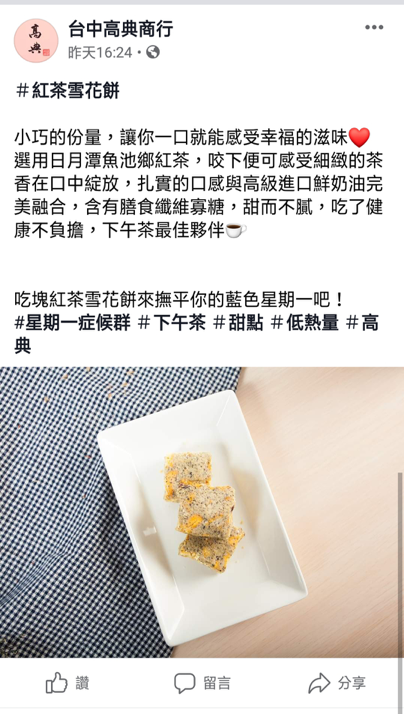 高典
台中高典商行
昨天16:24・
＃紅茶雪花餅
小巧的份量，讓你一口就能感受幸福的滋味❤️
選用日月潭魚池鄉紅茶，咬下便可感受細緻的茶
香在口中綻放，扎實的口感與高級進口鮮奶油完
美融合，含有膳食纖維寡糖，甜而不膩，吃了健
康不負擔，下午茶最佳夥伴☕
吃塊紅茶雪花餅來撫平你的藍色星期一吧！
#星期一症候群 ＃下午茶 ＃甜點 ＃低熱量 ＃高
典
讚
留言
分享